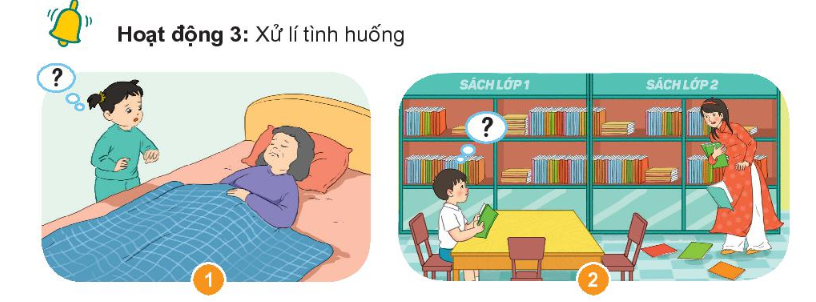 Hoạt động 3: Xử lí tình huống
?
SÁCH LỚP 1
SÁCH LỚP 2
?
1
2